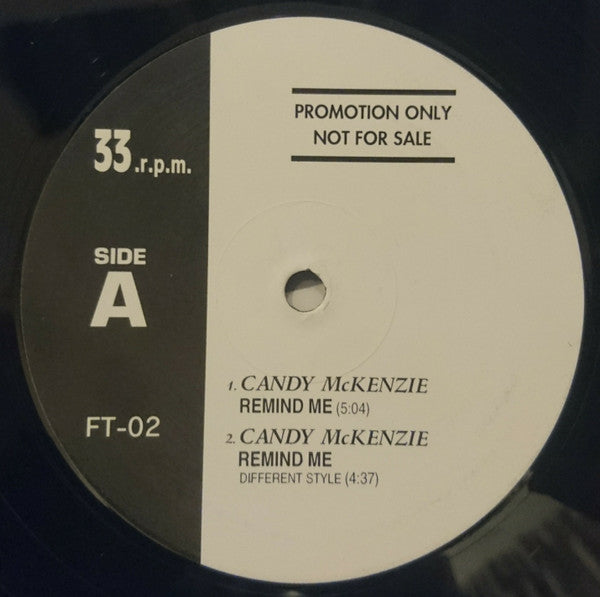 PROMOTION ONLY
NOT FOR SALE
33.r.p.m.
SIDE
A
FT-02
1. CANDY McKENZIE
REMIND ME (5:04)
2. CANDY McKENZIE
REMIND ME
DIFFERENT STYLE (4:37)